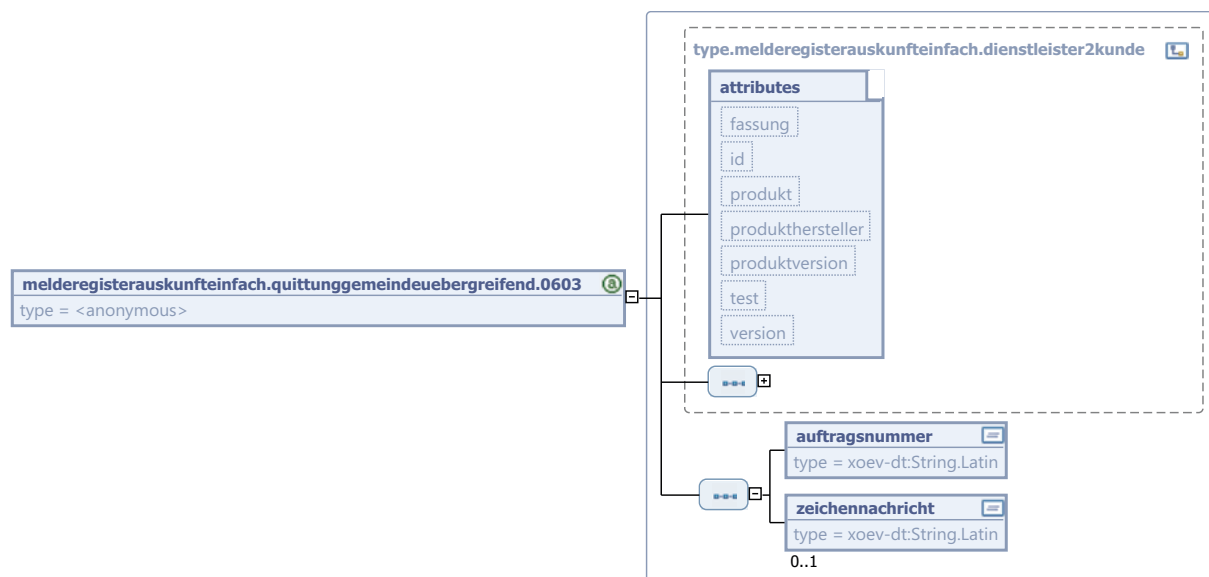 type.melderegisterauskunfteinfach.dienstleister2kunde
attributes
fassung
id
produkt
produkthersteller
produktversion
test
version
melderegisterauskunfteinfach.quittunggemeindeuebergreifend.0603
type = <anonymous>
auftragsnummer
type = xoev-dt:String.Latin
zeichennachricht
type = xoev-dt:String.Latin
0..1